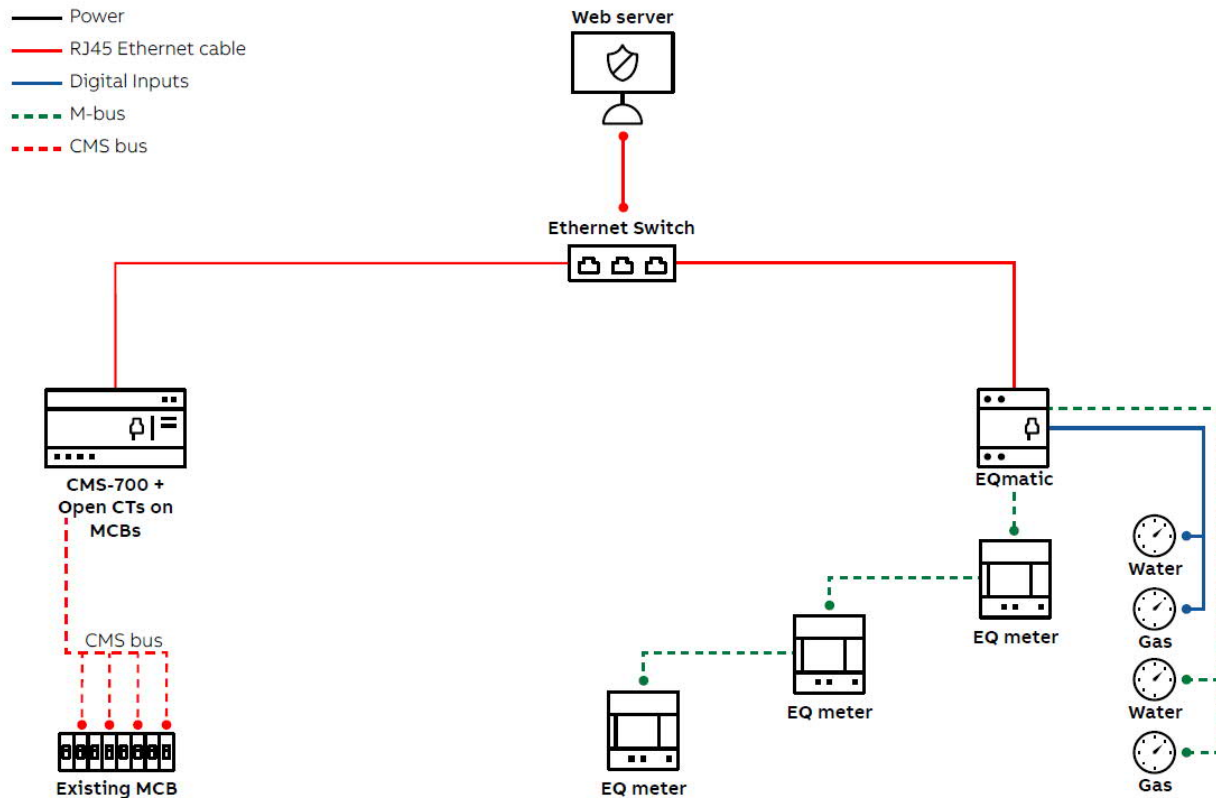 Power
RJ45 Ethernet cable
Digital Inputs
M-bus
CMS bus
Web server
Ethernet Switch
CMS-700 +
Open CTs on
MCBs
EQmatic
CMS bus
Existing MCB
EQ meter
EQ meter
EQ meter
Water
Gas
Water
Gas